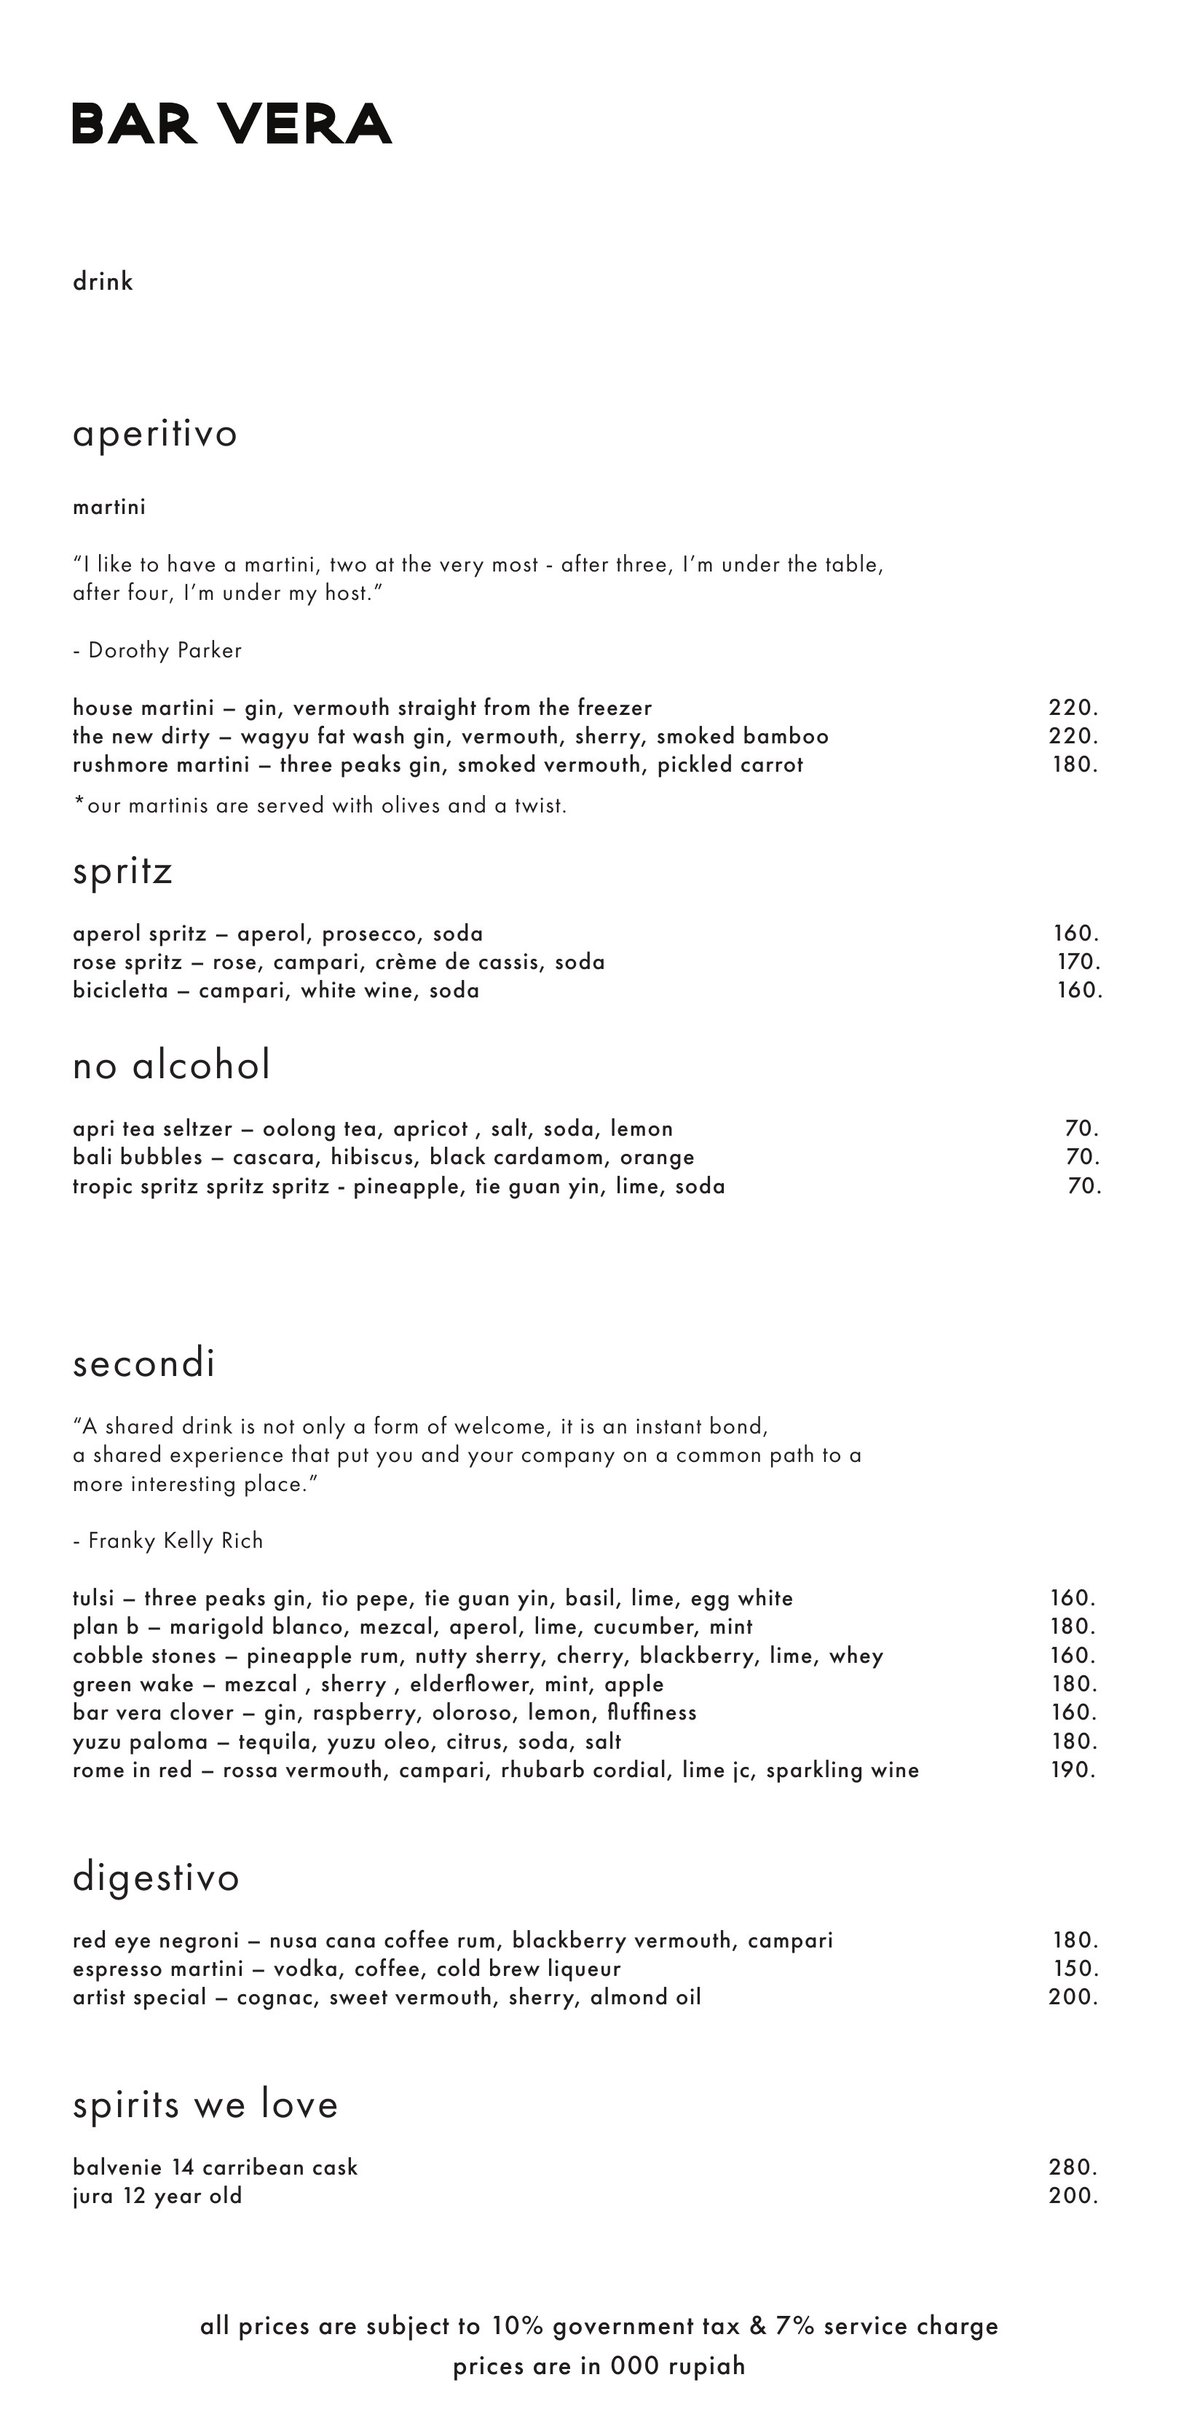 BAR VERA
drink
aperitivo
martini
“I like to have a martini, two at the very most - after three, I’m under the table,
after four, I’m under my host.”
- Dorothy Parker
house martini – gin, vermouth straight from the freezer 220.
the new dirty – wagyu fat wash gin, vermouth, sherry, smoked bamboo 220.
rushmore martini – three peaks gin, smoked vermouth, pickled carrot 180.
*our martinis are served with olives and a twist.
spritz
aperol spritz – aperol, prosecco, soda 160.
rose spritz – rose, campari, crème de cassis, soda 170.
bicicletta – campari, white wine, soda 160.
no alcohol
apri tea seltzer – oolong tea, apricot , salt, soda, lemon 70.
bali bubbles – cascara, hibiscus, black cardamom, orange 70.
tropic spritz spritz spritz - pineapple, tie guan yin, lime, soda 70.
secondi
“A shared drink is not only a form of welcome, it is an instant bond,
a shared experience that put you and your company on a common path to a
more interesting place.”
- Franky Kelly Rich
tulsi – three peaks gin, tio pepe, tie guan yin, basil, lime, egg white 160.
plan b – marigold blanco, mezcal, aperol, lime, cucumber, mint 180.
cobble stones – pineapple rum, nutty sherry, cherry, blackberry, lime, whey 160.
green wake – mezcal , sherry , elderflower, mint, apple 180.
bar vera clover – gin, raspberry, oloroso, lemon, fluffiness 160.
yuzu paloma – tequila, yuzu oleo, citrus, soda, salt 180.
rome in red – rossa vermouth, campari, rhubarb cordial, lime jc, sparkling wine 190.
digestivo
red eye negroni – nusa cana coffee rum, blackberry vermouth, campari 180.
espresso martini – vodka, coffee, cold brew liqueur 150.
artist special – cognac, sweet vermouth, sherry, almond oil 200.
spirits we love
balvenie 14 carribean cask 280.
jura 12 year old 200.
all prices are subject to 10% government tax & 7% service charge
prices are in 000 rupiah